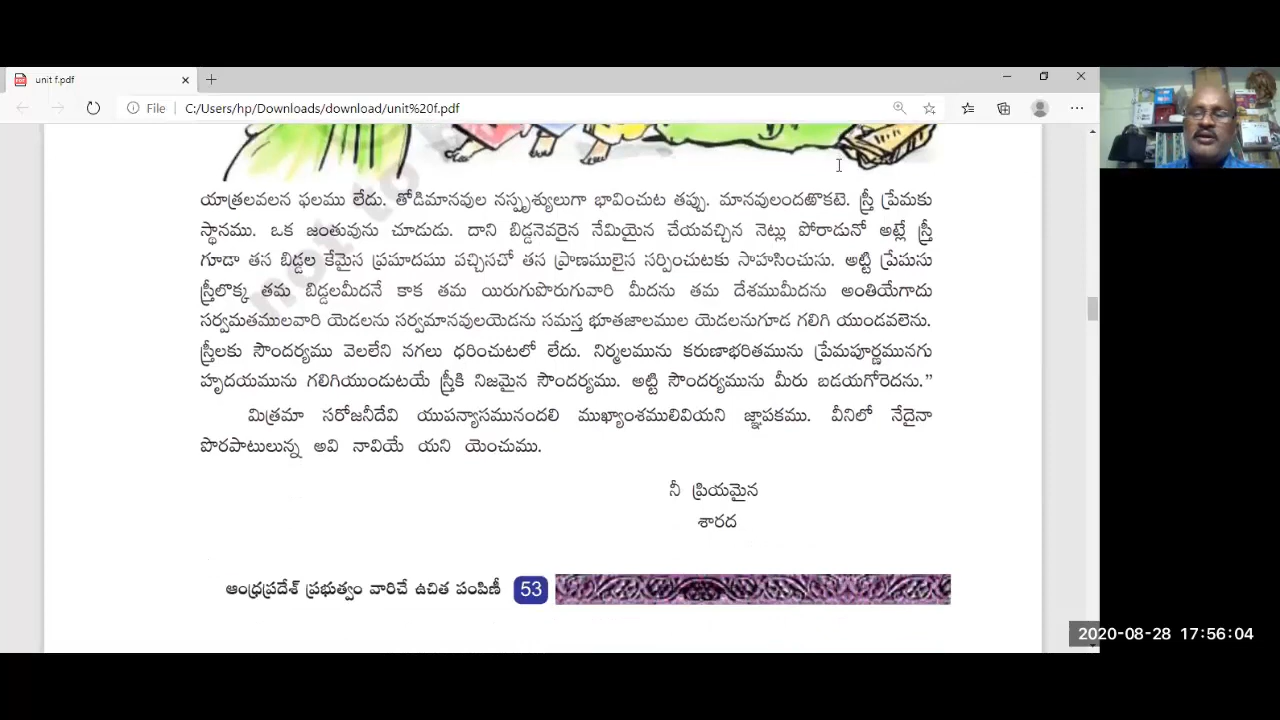 unit f.pdf
File
C:/Users/hp/Downloads/download/unit%20f.pdf
యాత్రలవలన ఫలము లేదు. తోడిమానవుల నస్పృశ్యులుగా భావించుట తప్పు. మానవులందఱొకటె. స్త్రీ ప్రేమకు
స్థానము. ఒక జంతువును చూడుడు. దాని బిడ్డనెవరైన నేమియైన చేయవచ్చిన నెట్లు పోరాడునో అట్లే స్త్రీ
గూడా తన బిడ్డల కేమైన ప్రమాదము వచ్చినచో తన ప్రాణములైన సర్పించుటకు సాహసించును. అట్టి ప్రేమను
స్త్రీలొక్క తమ బిడ్డలమీదనే కాక తమ యిరుగుపొరుగువారి మీదను తమ దేశముమీదను అంతియేగాదు
సర్వమతములవారి యెడలను సర్వమానవులయెడను సమస్త భూతజాలముల యెడలనుగూడ గలిగి యుండవలెను.
స్త్రీలకు సౌందర్యము వెలలేని నగలు ధరించుటలో లేదు. నిర్మలమును కరుణాభరితమును ప్రేమపూర్ణమునగు
హృదయమును గలిగియుండుటయే స్త్రీకి నిజమైన సౌందర్యము. అట్టి సౌందర్యమును మీరు బడయగోరెదను."
మిత్రమా సరోజనీదేవి యుపన్యాసమునందలి ముఖ్యాంశములివియని జ్ఞాపకము. వీనిలో నేదైనా
పొరపాటులున్న అవి నావియే యని యెంచుము.
నీ ప్రియమైన
శారద
ఆంధ్రప్రదేశ్ ప్రభుత్వం వారిచే ఉచిత పంపిణీ 53
2020-08-28 17:56:04
not to